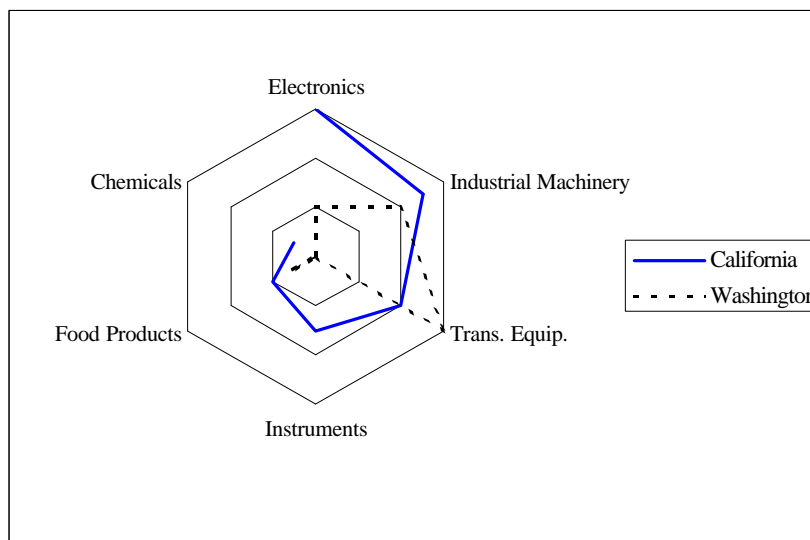 Electronics
Chemicals
Industrial Machinery
California
Washington
Food Products
Trans. Equip.
Instruments